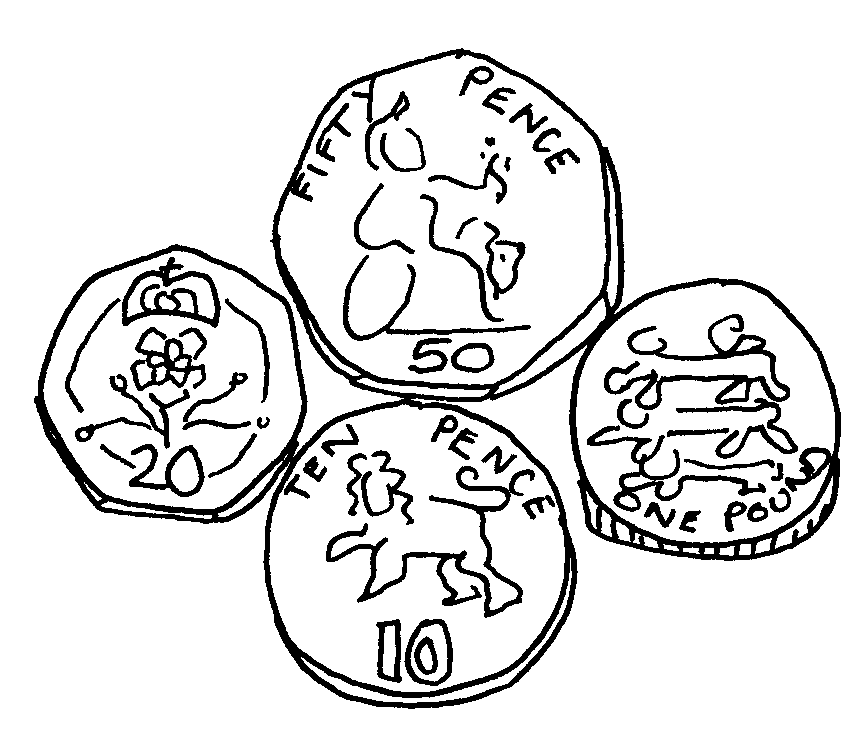 FIFTY PENCE
50
20
TEN PENCE
10
ONE POUND